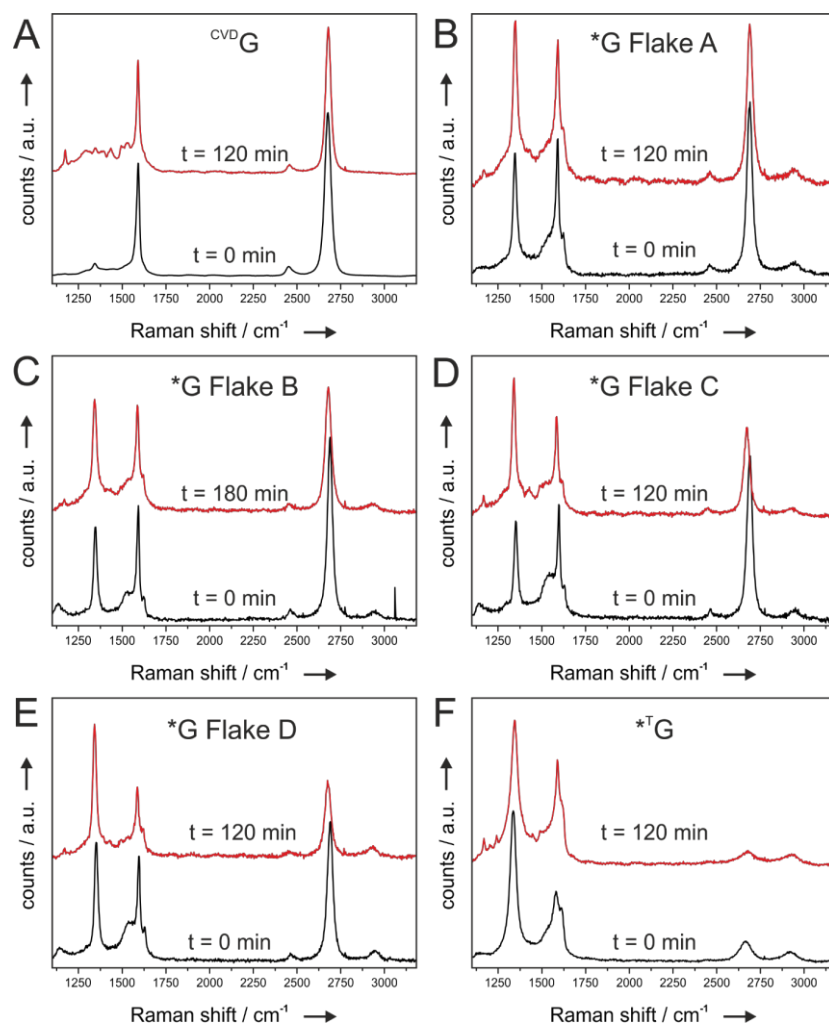 A
CVDG
t = 120 min
t = 0 min
counts / a.u.
1250 1500 1750 2000 2250 2500 2750 3000
Raman shift / cm-1
B
*G Flake A
t = 120 min
t = 0 min
counts / a.u.
1250 1500 1750 2000 2250 2500 2750 3000
Raman shift / cm-1
C
*G Flake B
t = 180 min
t = 0 min
counts / a.u.
1250 1500 1750 2000 2250 2500 2750 3000
Raman shift / cm-1
D
*G Flake C
t = 120 min
t = 0 min
counts / a.u.
1250 1500 1750 2000 2250 2500 2750 3000
Raman shift / cm-1
E
*G Flake D
t = 120 min
t = 0 min
counts / a.u.
1250 1500 1750 2000 2250 2500 2750 3000
Raman shift / cm-1
F
*TG
t = 120 min
t = 0 min
counts / a.u.
1250 1500 1750 2000 2250 2500 2750 3000
Raman shift / cm-1